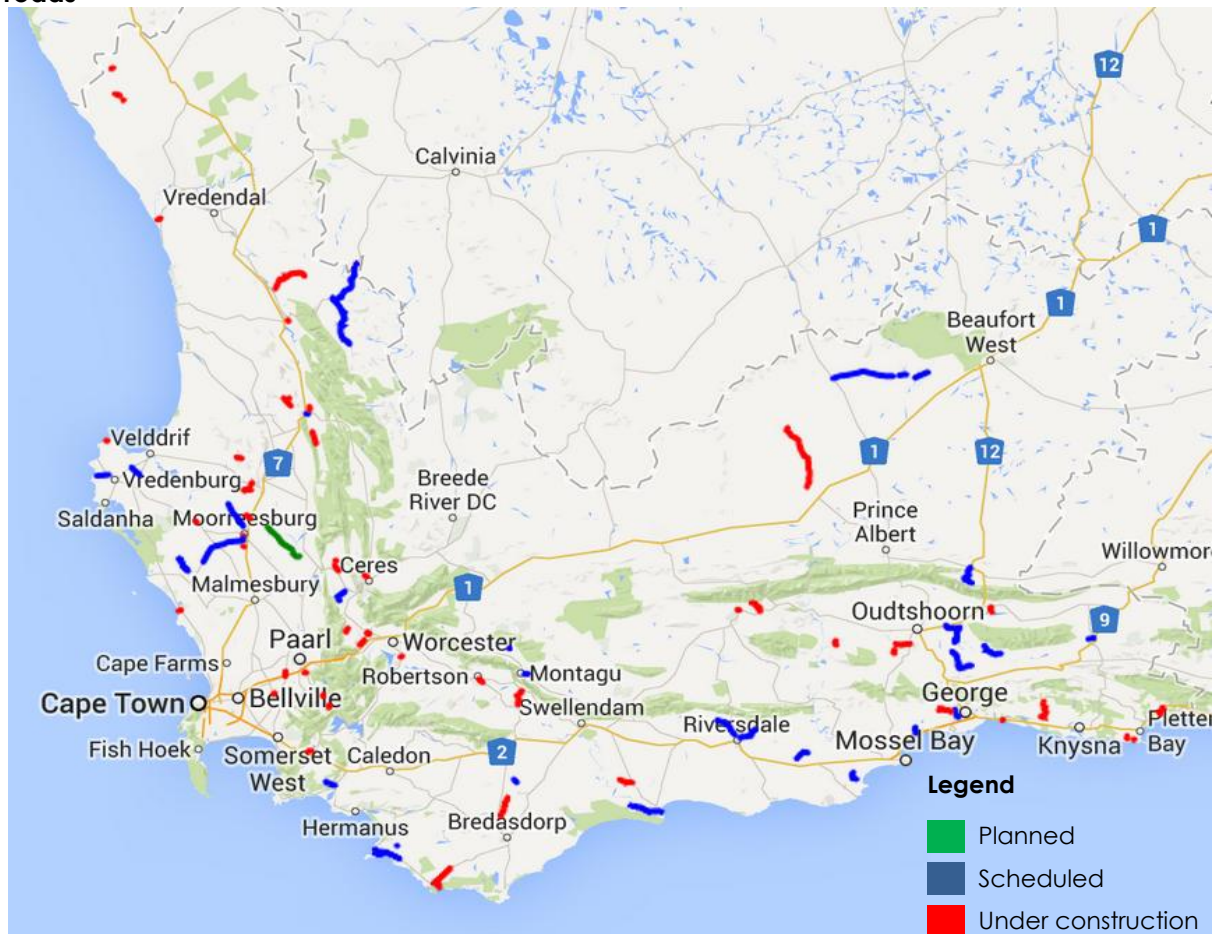 12
Calvinia
Vredendal
1
1
Beaufort
West
Velddrif
7
Vredenburg
Breede
River DC
1
12
Saldanha
Moorreesburg
Prince
Albert
Willowmore
Malmesbury
Ceres
1
Oudtshoorn
9
Paarl
Worcester
Cape Farms
Robertson
Montagu
Cape Town
Bellville
Swellendam
George
Riversdale
Fish Hoek
Somerset
West
Caledon
2
Mossel Bay
Knysna
Pletter
Bay
Hermanus
Bredasdorp
Legend
Planned
Scheduled
Under construction